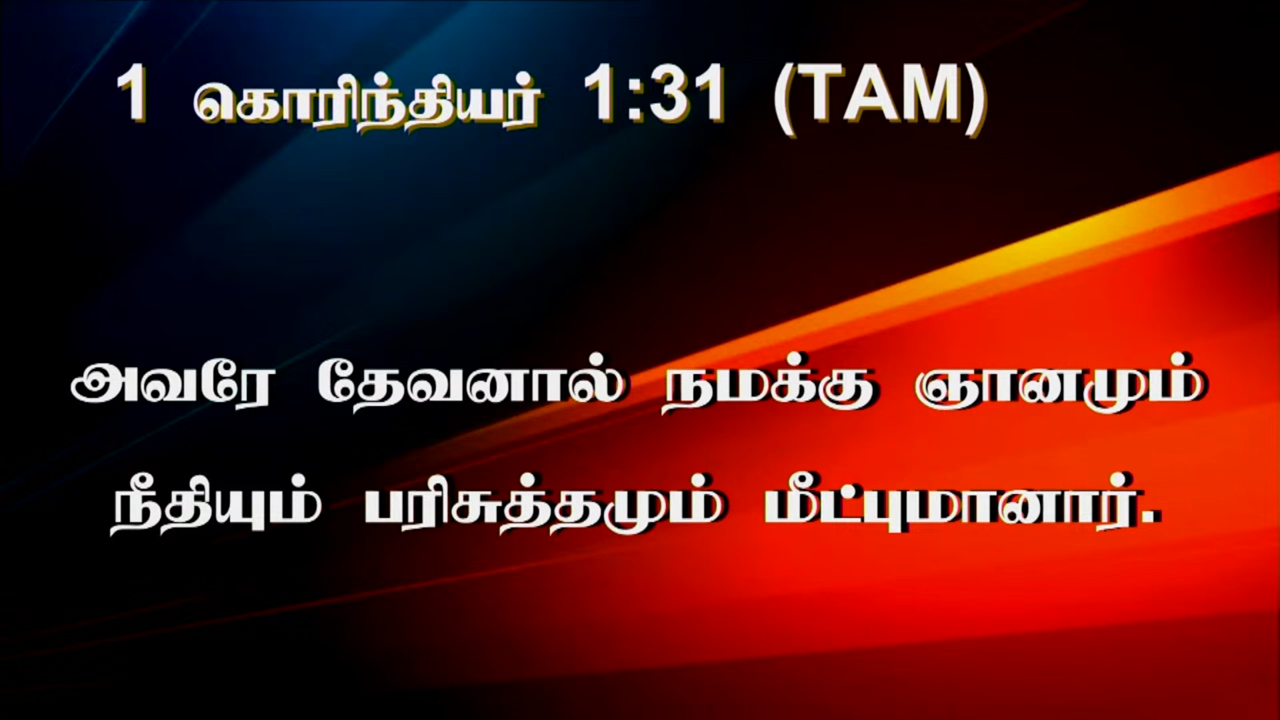 1 கொரிந்தியர் 1:31 (TAM)
அவரே தேவனால் நமக்கு ஞானமும்
நீதியும் பரிசுத்தமும் மீட்புமானார்.